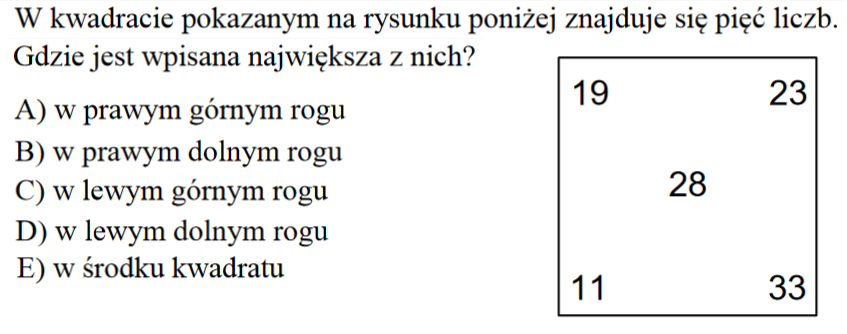 W kwadracie pokazanym na rysunku poniżej znajduje się pięć liczb.
Gdzie jest wpisana największa z nich?
A) w prawym górnym rogu
B) w prawym dolnym rogu
C) w lewym górnym rogu
D) w lewym dolnym rogu
E) w środku kwadratu
19 23
28
11 33